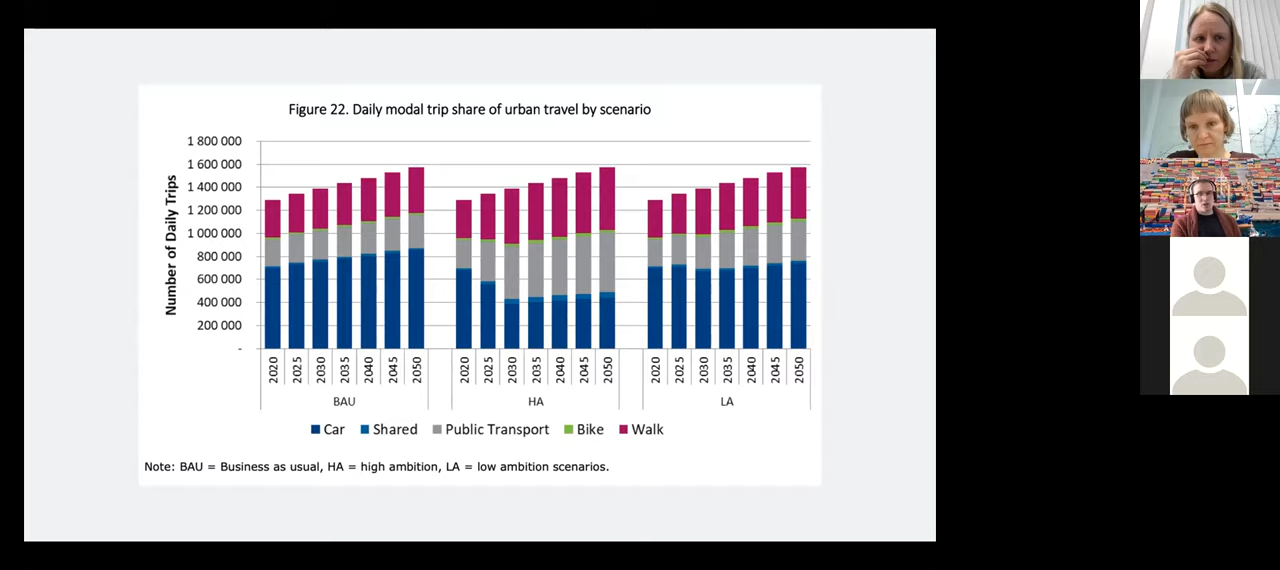 Figure 22. Daily modal trip share of urban travel by scenario
Number of Daily Trips
1 800 000
1 600 000
1 400 000
1 200 000
1 000 000
800 000
600 000
400 000
200 000
-
2020 2025 2030 2035 2040 2045 2050 2020 2025 2030 2035 2040 2045 2050 2020 2025 2030 2035 2040 2045 2050
BAU HA LA
Car Shared Public Transport Bike Walk
Note: BAU = Business as usual, HA = high ambition, LA = low ambition scenarios.